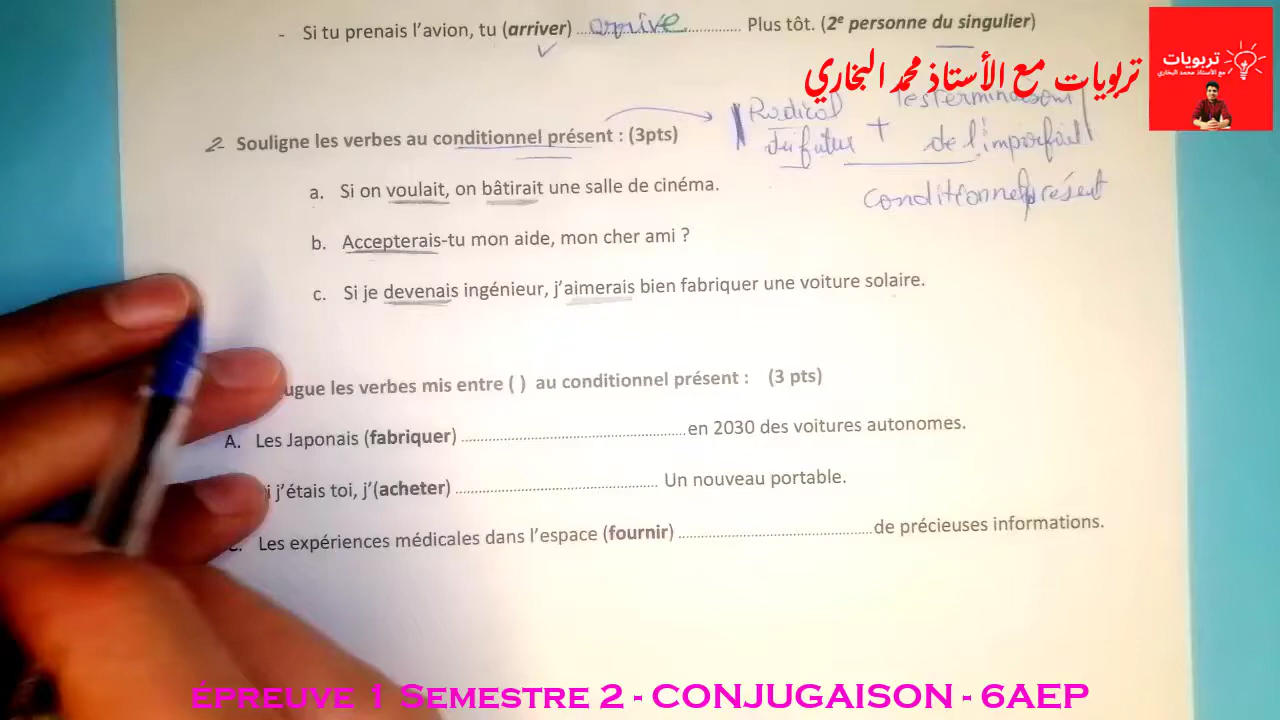 - Si tu prenais l'avion, tu (arriver) arrive Plus tôt. (2e personne du singulier)
تربويات
مع الأستاذ محمد البخاري
تربويات مع الأستاذ محمد البخاري
Radical + les terminaisons
du futur de l'imparfait
conditionnel présent
2 Souligne les verbes au conditionnel présent : (3pts)
a. Si on voulait, on bâtirait une salle de cinéma.
b. Accepterais-tu mon aide, mon cher ami ?
c. Si je devenais ingénieur, j'aimerais bien fabriquer une voiture solaire.
ugue les verbes mis entre ( ) au conditionnel présent : (3 pts)
A. Les Japonais (fabriquer) ........ en 2030 des voitures autonomes.
i j'étais toi, j'(acheter) ........ Un nouveau portable.
Les expériences médicales dans l'espace (fournir) ........ de précieuses informations.
épreuve 1 Semestre 2 - CONJUGAISON - 6AEP